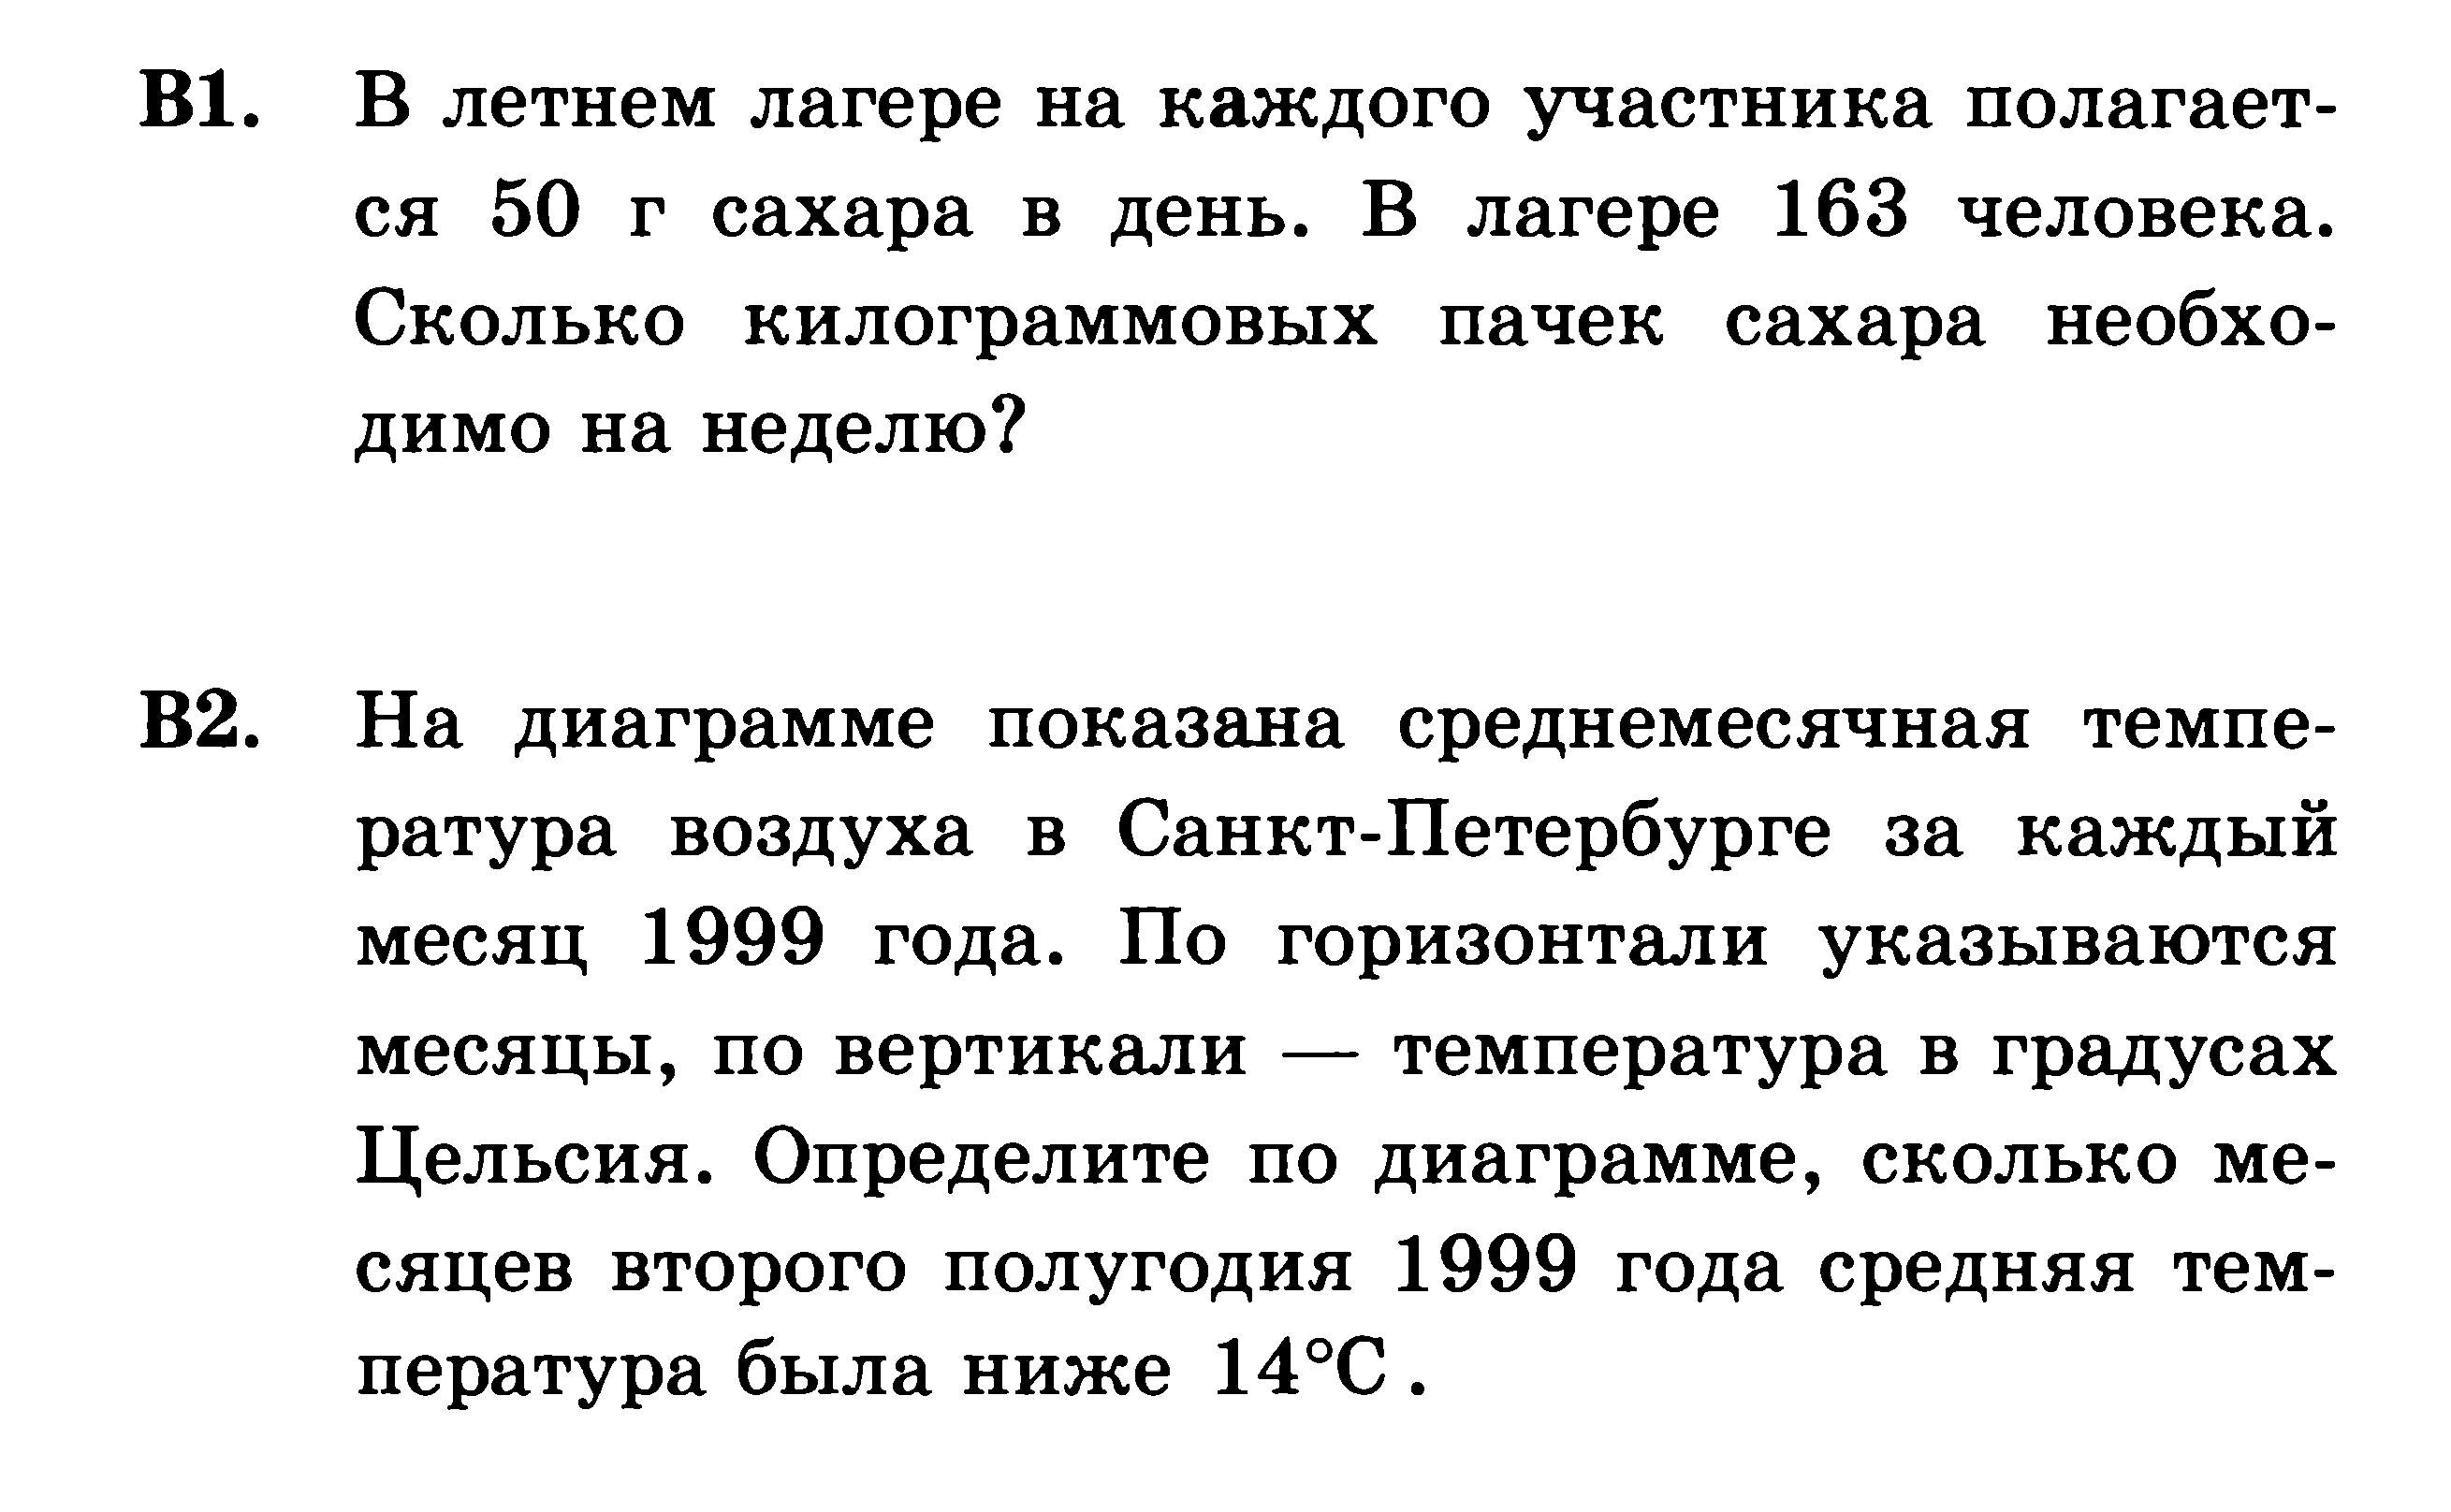 В1. В летнем лагере на каждого участника полагает-
ся 50 г сахара в день. В лагере 163 человека.
Сколько килограммовых пачек сахара необхо-
димо на неделю?
В2. На диаграмме показана среднемесячная темпе-
ратура воздуха в Санкт-Петербурге за каждый
месяц 1999 года. По горизонтали указываются
месяцы, по вертикали — температура в градусах
Цельсия. Определите по диаграмме, сколько ме-
сяцев второго полугодия 1999 года средняя тем-
пература была ниже 14°С .